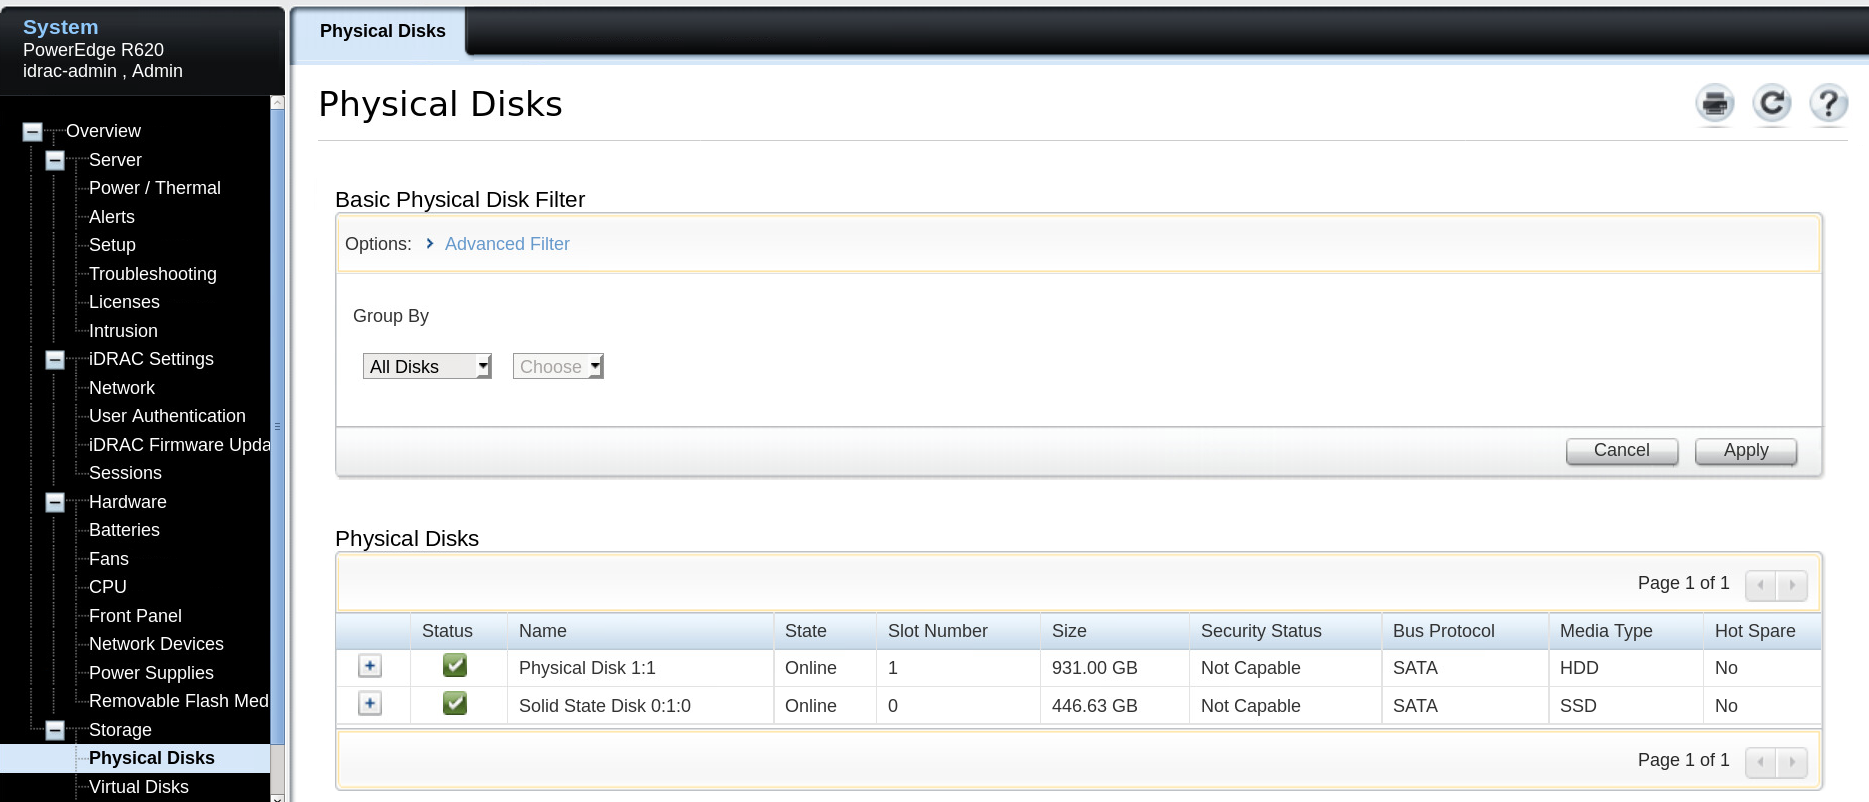 System
PowerEdge R620
idrac-admin , Admin
Overview
Server
Power / Thermal
Alerts
Setup
Troubleshooting
Licenses
Intrusion
iDRAC Settings
Network
User Authentication
iDRAC Firmware Upda
Sessions
Hardware
Batteries
Fans
CPU
Front Panel
Network Devices
Power Supplies
Removable Flash Med
Storage
Physical Disks
Virtual Disks
Physical Disks
Physical Disks
Basic Physical Disk Filter
Options: Advanced Filter
Group By
All Disks Choose
Cancel Apply
Physical Disks
Page 1 of 1
Status Name State Slot Number Size Security Status Bus Protocol Media Type Hot Spare
Physical Disk 1:1 Online 1 931.00 GB Not Capable SATA HDD No
Solid State Disk 0:1:0 Online 0 446.63 GB Not Capable SATA SSD No
Page 1 of 1